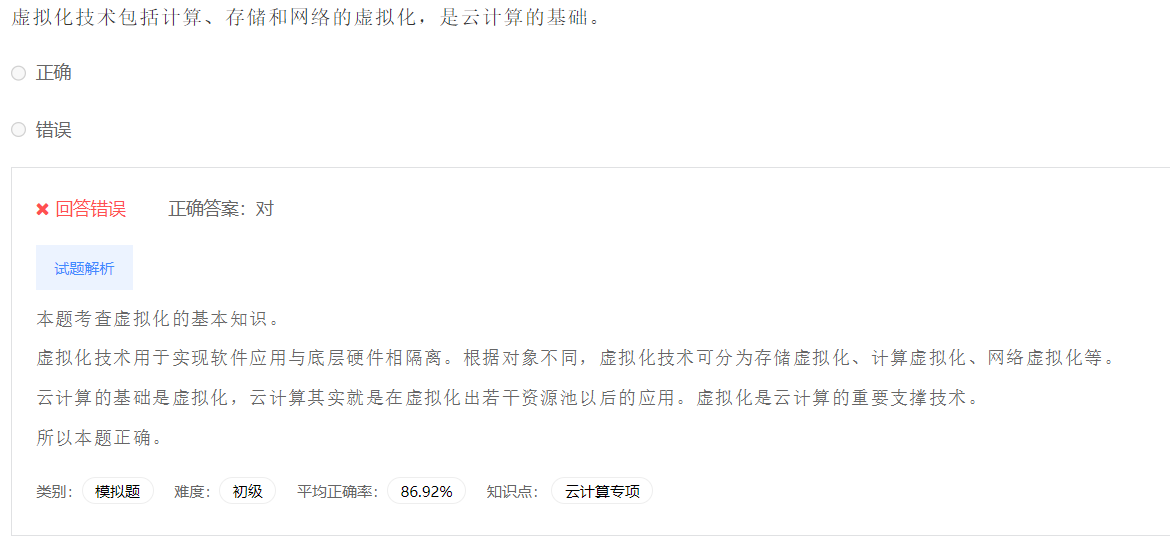 虚拟化技术包括计算、存储和网络的虚拟化，是云计算的基础。
正确
错误
回答错误 正确答案：对
试题解析
本题考查虚拟化的基本知识。
虚拟化技术用于实现软件应用与底层硬件相隔离。根据对象不同，虚拟化技术可分为存储虚拟化、计算虚拟化、网络虚拟化等。
云计算的基础是虚拟化，云计算其实就是在虚拟化出若干资源池以后的应用。虚拟化是云计算的重要支撑技术。
所以本题正确。
类别： 模拟题 难度： 初级 平均正确率： 86.92% 知识点： 云计算专项